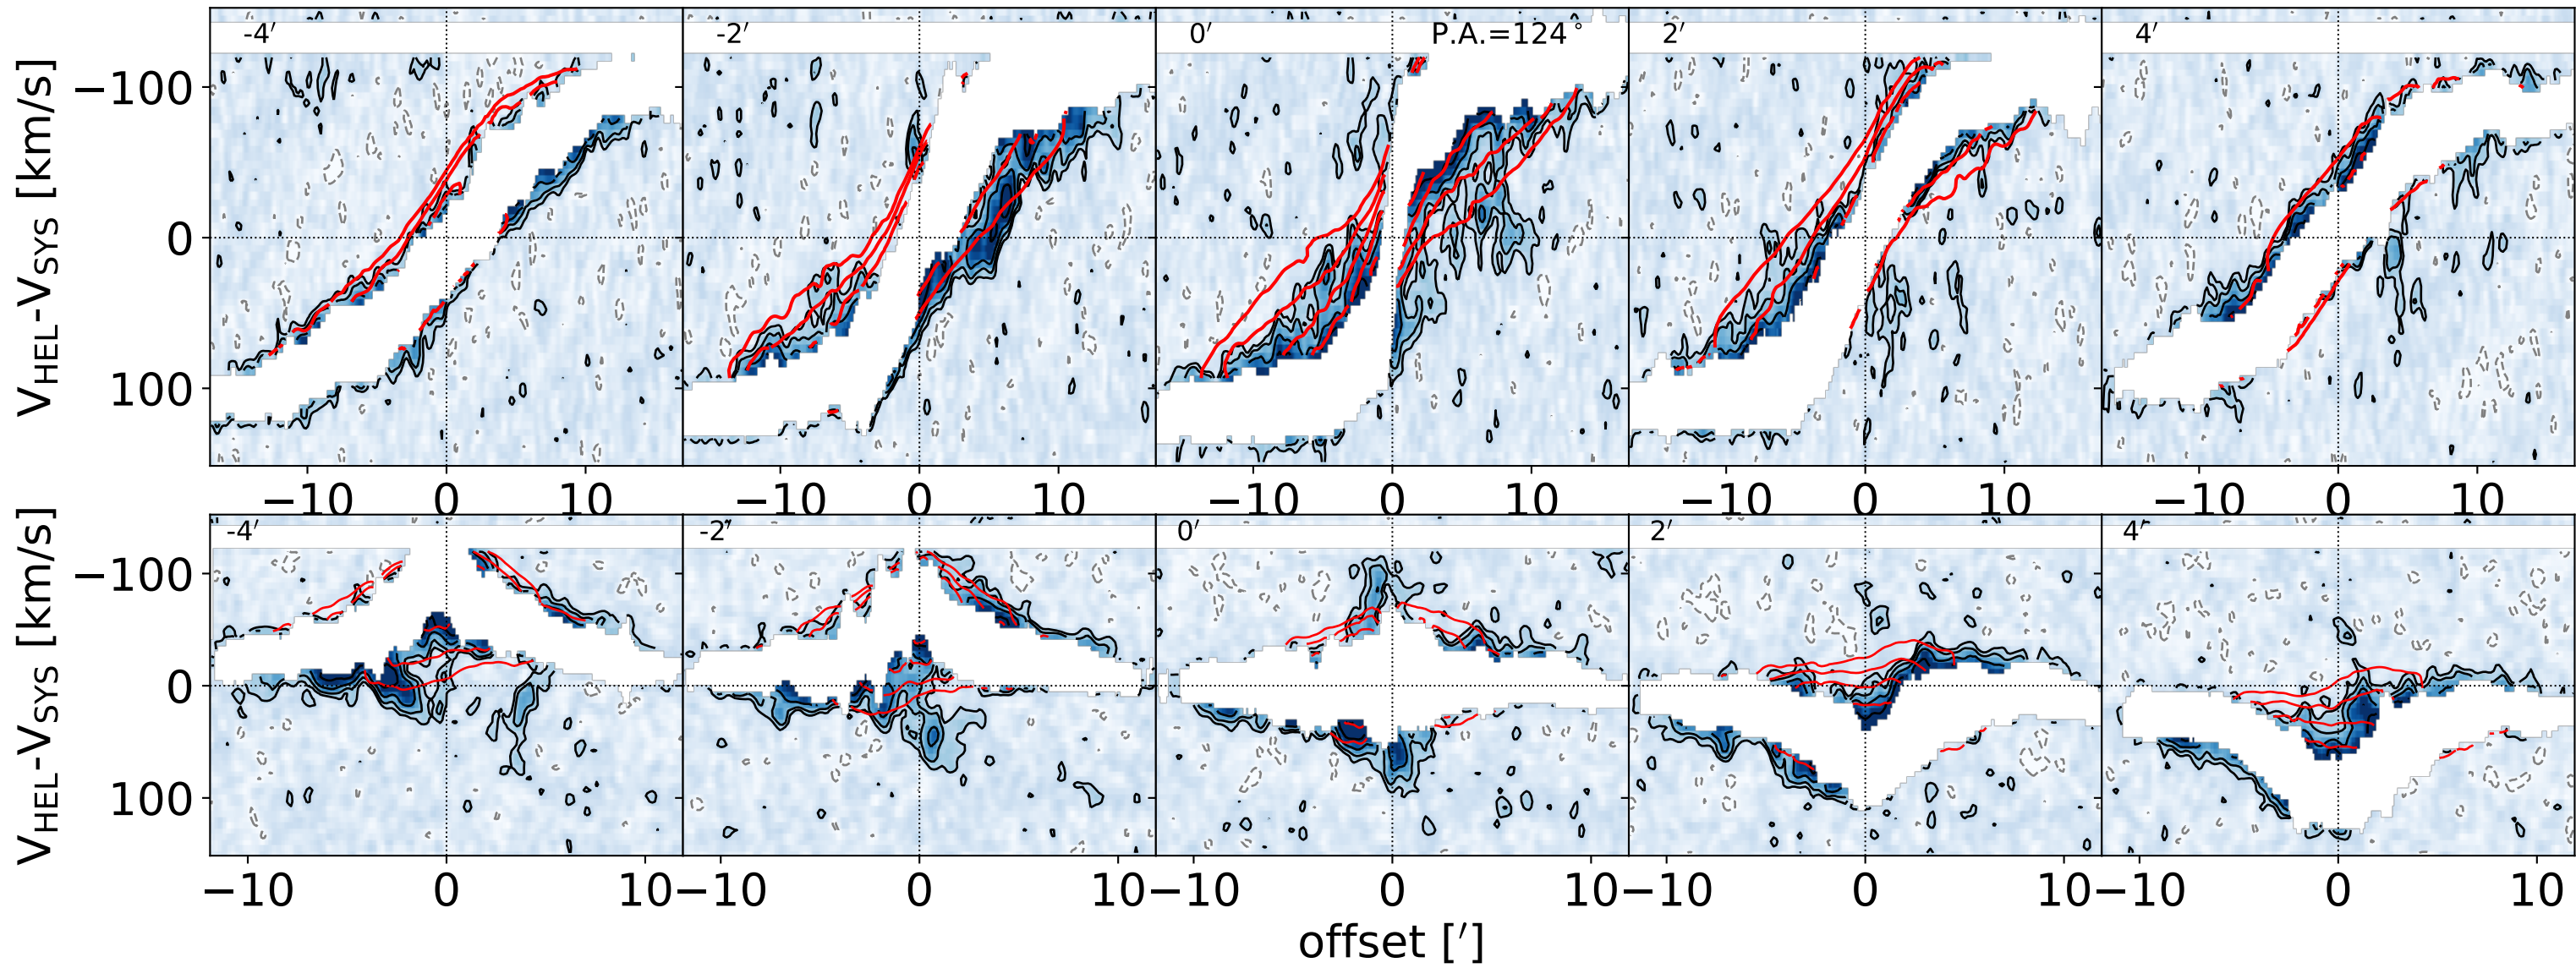 -4′ -2′ 0′ P.A.=124° 2′ 4′
V_HEL-V_SYS [km/s]
−100
0
100
−10 0 10 −10 0 10 −10 0 10 −10 0 10 −10 0 10
-4′ -2′ 0′ 2′ 4′
V_HEL-V_SYS [km/s]
−100
0
100
−10 0 10 −10 0 10 −10 0 10 −10 0 10 −10 0 10
offset [′]